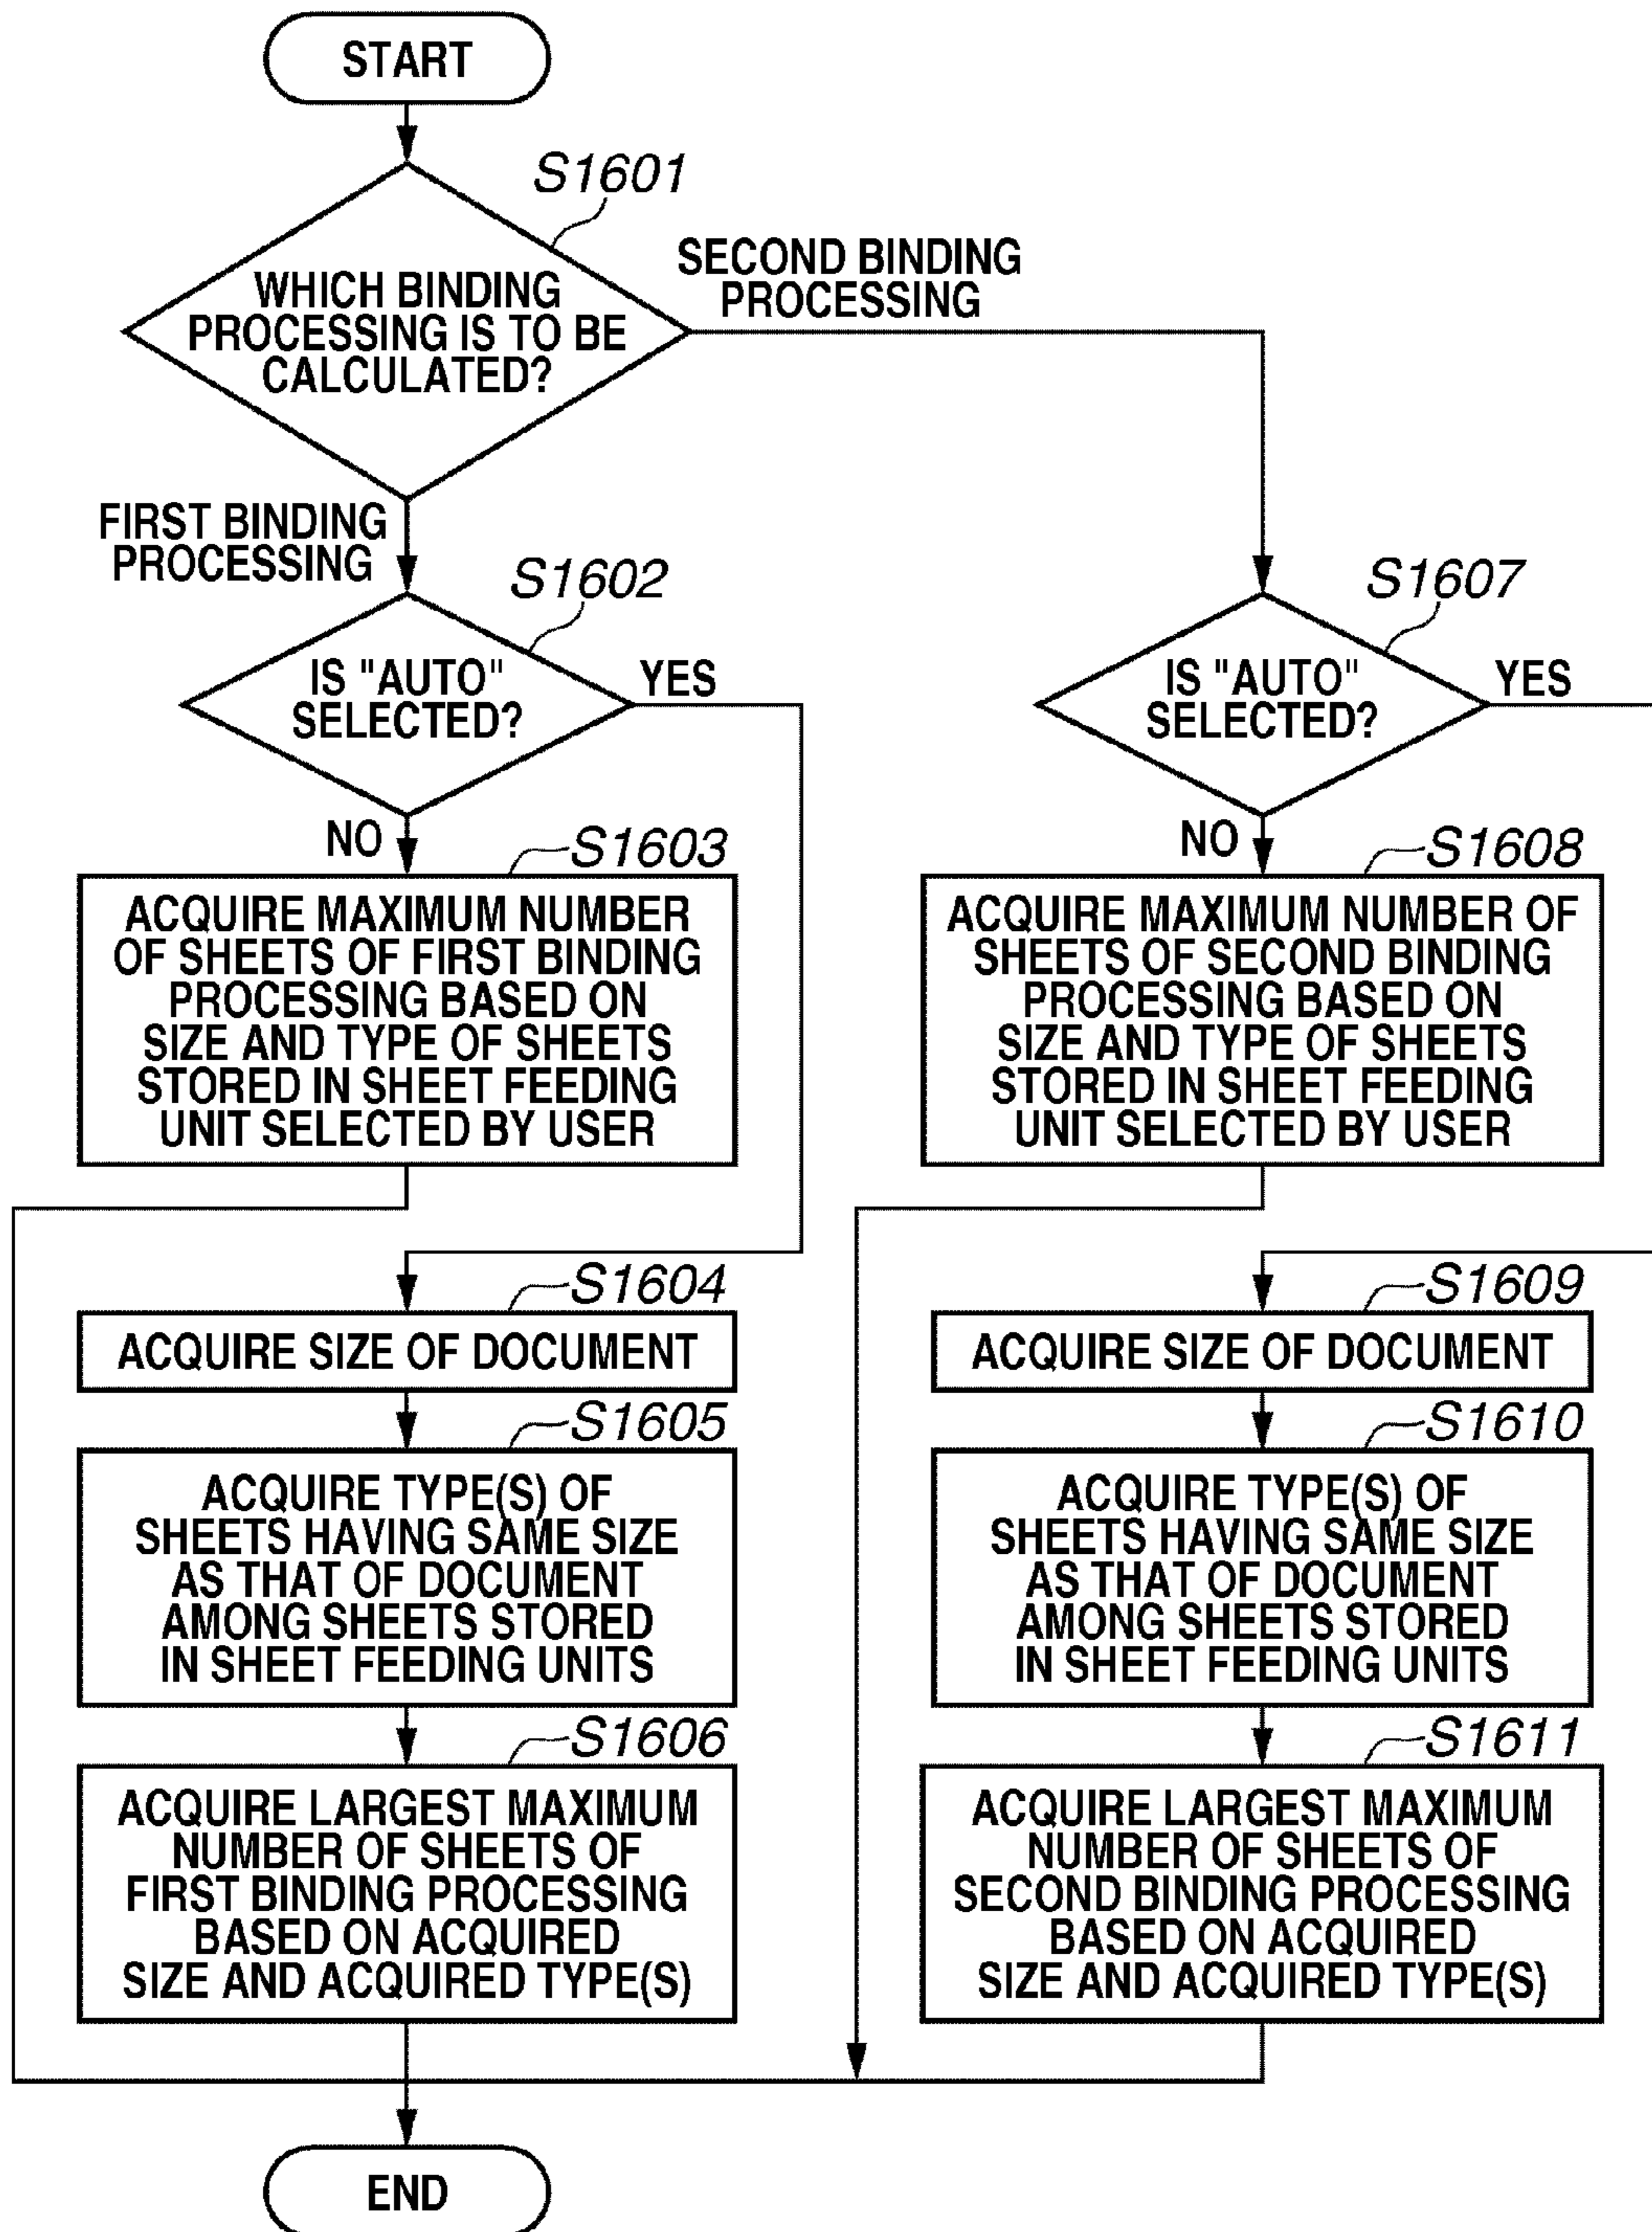 START
S1601
WHICH BINDING
PROCESSING IS TO BE
CALCULATED?
SECOND BINDING
PROCESSING
FIRST BINDING
PROCESSING
S1602
IS "AUTO"
SELECTED?
YES
NO
S1603
ACQUIRE MAXIMUM NUMBER
OF SHEETS OF FIRST BINDING
PROCESSING BASED ON
SIZE AND TYPE OF SHEETS
STORED IN SHEET FEEDING
UNIT SELECTED BY USER
S1604
ACQUIRE SIZE OF DOCUMENT
S1605
ACQUIRE TYPE(S) OF
SHEETS HAVING SAME SIZE
AS THAT OF DOCUMENT
AMONG SHEETS STORED
IN SHEET FEEDING UNITS
S1606
ACQUIRE LARGEST MAXIMUM
NUMBER OF SHEETS OF
FIRST BINDING PROCESSING
BASED ON ACQUIRED
SIZE AND ACQUIRED TYPE(S)
S1607
IS "AUTO"
SELECTED?
YES
NO
S1608
ACQUIRE MAXIMUM NUMBER OF
SHEETS OF SECOND BINDING
PROCESSING BASED ON
SIZE AND TYPE OF SHEETS
STORED IN SHEET FEEDING
UNIT SELECTED BY USER
S1609
ACQUIRE SIZE OF DOCUMENT
S1610
ACQUIRE TYPE(S) OF
SHEETS HAVING SAME SIZE
AS THAT OF DOCUMENT
AMONG SHEETS STORED
IN SHEET FEEDING UNITS
S1611
ACQUIRE LARGEST MAXIMUM
NUMBER OF SHEETS OF
SECOND BINDING PROCESSING
BASED ON ACQUIRED
SIZE AND ACQUIRED TYPE(S)
END